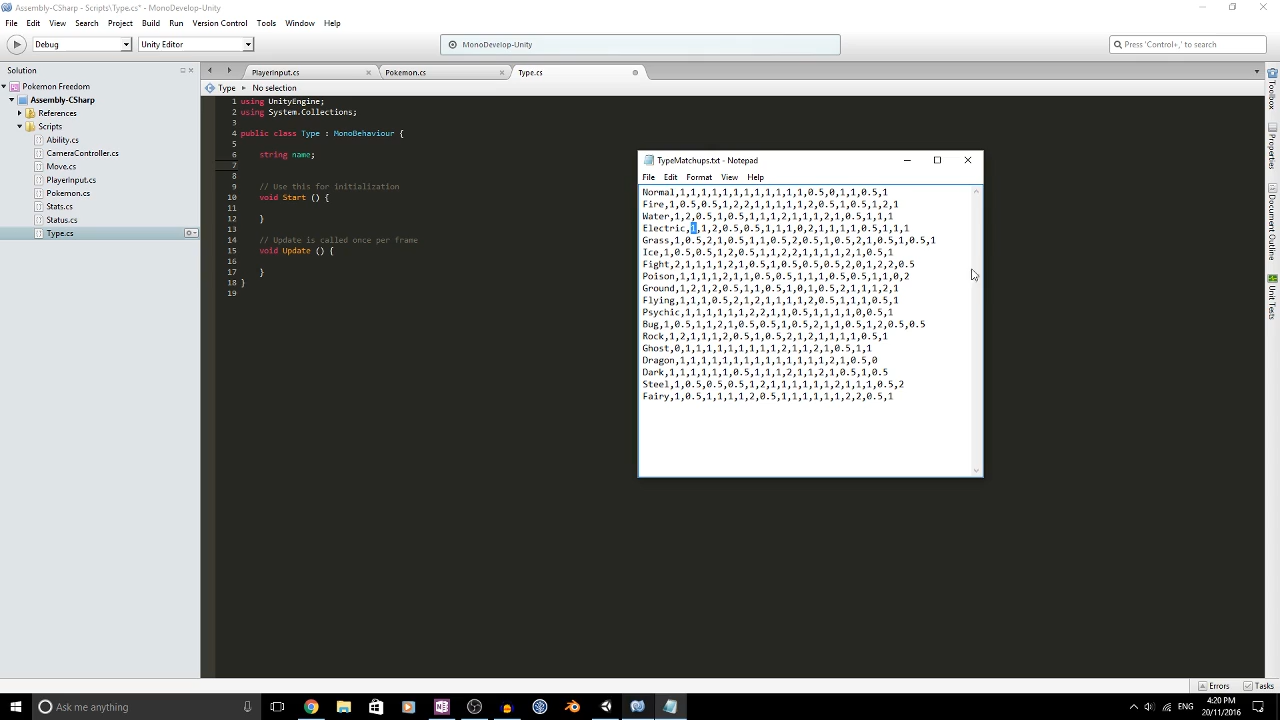 Assembly-CSharp - Scripts\Type.cs* - MonoDevelop-Unity
File Edit View Search Project Build Run Version Control Tools Window Help
Debug Unity Editor MonoDevelop-Unity Press 'Control+,' to search
Solution
Pokemon Freedom
Assembly-CSharp
References
Scripts
Ability.cs
CameraController.cs
Move.cs
PlayerInput.cs
Pokemon.cs
Stats.cs
Status.cs
Type.cs
PlayerInput.cs Pokemon.cs Type.cs
Type No selection
1 using UnityEngine;
2 using System.Collections;
3
4 public class Type : MonoBehaviour {
5
6 string name;
7
8
9 // Use this for initialization
10 void Start () {
11
12 }
13
14 // Update is called once per frame
15 void Update () {
16
17 }
18 }
19
TypeMatchups.txt - Notepad
File Edit Format View Help
Normal,1,1,1,1,1,1,1,1,1,1,1,1,0.5,0,1,1,0.5,1
Fire,1,0.5,0.5,1,2,2,1,1,1,1,1,2,0.5,1,0.5,1,2,1
Water,1,2,0.5,1,0.5,1,1,1,2,1,1,1,2,1,0.5,1,1,1
Electric,1,1,2,0.5,0.5,1,1,1,0,2,1,1,1,1,0.5,1,1,1
Grass,1,0.5,2,1,0.5,1,1,0.5,2,0.5,1,0.5,2,1,0.5,1,0.5,1
Ice,1,0.5,0.5,1,2,0.5,1,1,2,2,1,1,1,1,2,1,0.5,1
Fight,2,1,1,1,1,2,1,0.5,1,0.5,0.5,0.5,2,0,1,2,2,0.5
Poison,1,1,1,1,2,1,1,0.5,0.5,1,1,1,0.5,0.5,1,1,0,2
Ground,1,2,1,2,0.5,1,1,2,1,0,1,0.5,2,1,1,1,2,1
Flying,1,1,1,0.5,2,1,2,1,1,1,1,2,0.5,1,1,1,0.5,1
Psychic,1,1,1,1,1,1,2,2,1,1,0.5,1,1,1,1,0,0.5,1
Bug,1,0.5,1,1,2,1,0.5,0.5,1,0.5,2,1,1,0.5,1,2,0.5,0.5
Rock,1,2,1,1,1,2,0.5,1,0.5,2,1,2,1,1,1,1,0.5,1
Ghost,0,1,1,1,1,1,1,1,1,1,2,1,1,2,1,0.5,1,1
Dragon,1,1,1,1,1,1,1,1,1,1,1,1,1,1,2,1,0.5,0
Dark,1,1,1,1,1,1,0.5,1,1,1,2,1,1,2,1,0.5,1,0.5
Steel,1,0.5,0.5,0.5,1,2,1,1,1,1,1,1,2,1,1,1,0.5,2
Fairy,1,0.5,1,1,1,1,2,0.5,1,1,1,1,1,1,2,2,0.5,1
Toolbox
Properties
Document Outline
Unit Tests
Errors Tasks
Ask me anything
ENG
4:20 PM
20/11/2016